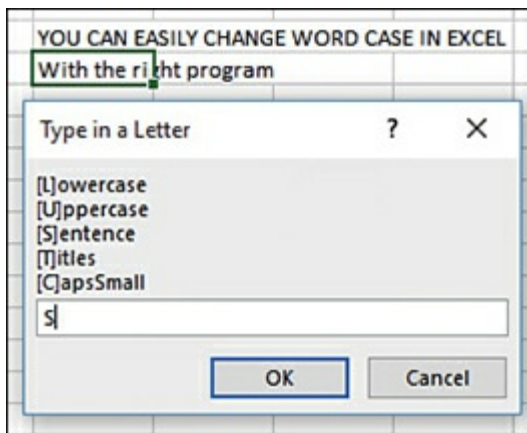 YOU CAN EASILY CHANGE WORD CASE IN EXCEL
With the right program
Type in a Letter ? X
[L]owercase
[U]ppercase
[S]entence
[T]itles
[C]apsSmall
S
OK Cancel